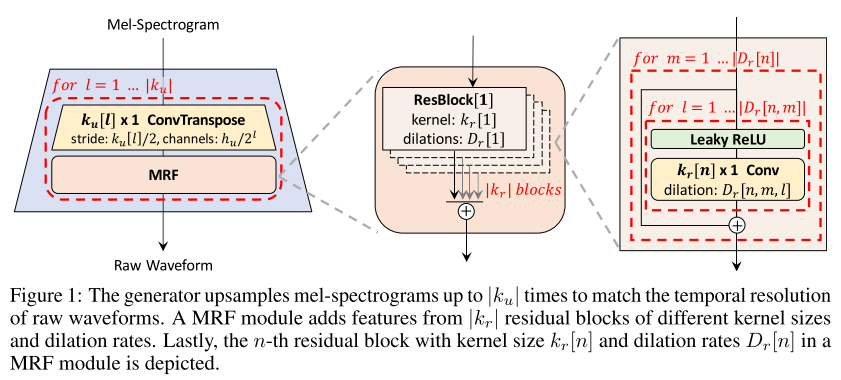 Mel-Spectrogram
for l = 1 …|k_u|
k_u[l] x 1 ConvTranspose
stride: k_u[l]/2, channels: h_u/2^l
MRF
Raw Waveform
ResBlock[1]
kernel: k_r[1]
dilations: D_r[1]
|k_r| blocks
+
for m = 1 …|D_r[n]|
for l = 1 …|D_r[n, m]|
Leaky ReLU
k_r[n] x 1 Conv
dilation: D_r[n, m, l]
+
Figure 1: The generator upsamples mel-spectrograms up to |k_u| times to match the temporal resolution
of raw waveforms. A MRF module adds features from |k_r| residual blocks of different kernel sizes
and dilation rates. Lastly, the n-th residual block with kernel size k_r[n] and dilation rates D_r[n] in a
MRF module is depicted.